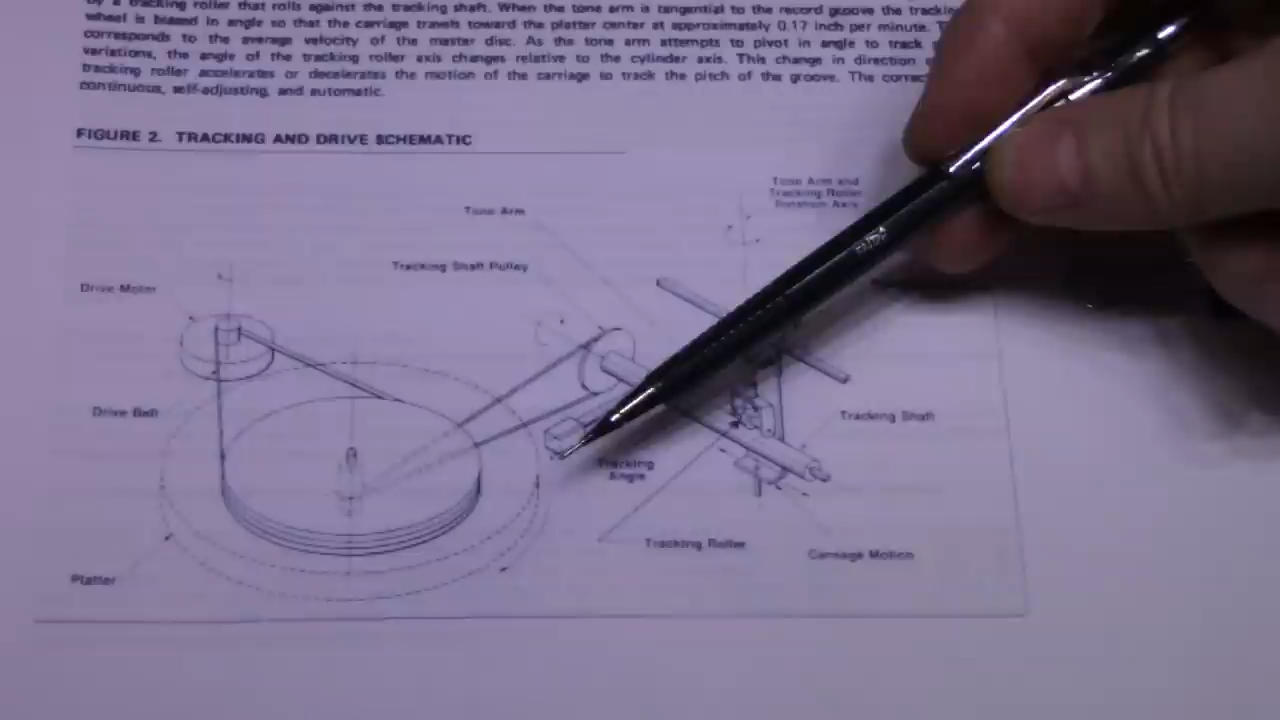 by a tracking roller that rolls against the tracking shaft. When the tone arm is tangential to the record groove the tracking
wheel is biased in angle so that the carriage travels toward the platter center at approximately 0.17 inch per minute.
corresponds to the average velocity of the master disc. As the tone arm attempts to pivot in angle to track
variations, the angle of the tracking roller axis changes relative to the cylinder axis. This change in direction
tracking roller accelerates or decelerates the motion of the carriage to track the pitch of the groove. The
continuous, self-adjusting, and automatic.
FIGURE 2. TRACKING AND DRIVE SCHEMATIC
Tone Arm and
Tracking Roller
Rotation Axis
Tone Arm
Tracking Shaft Pulley
Drive Motor
Drive Belt
Tracking Shaft
Tracking
Angle
Tracking Roller
Carriage Motion
Platter